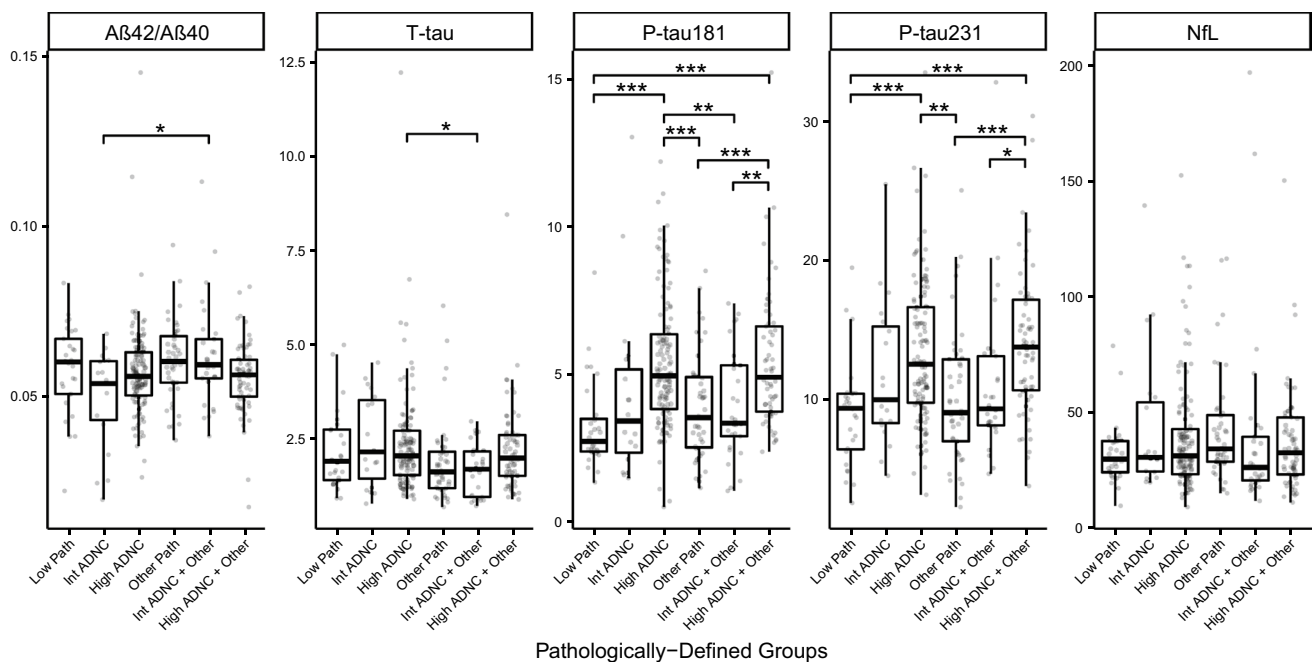 Aß42/Aß40
T-tau
P-tau181
P-tau231
NfL
0.15
0.10
0.05
*
Low Path
Int ADNC
High ADNC
Other Path
Int ADNC + Other
High ADNC + Other
12.5
10.0
7.5
5.0
2.5
*
Low Path
Int ADNC
High ADNC
Other Path
Int ADNC + Other
High ADNC + Other
15
10
5
0
***
***
**
***
***
**
Low Path
Int ADNC
High ADNC
Other Path
Int ADNC + Other
High ADNC + Other
30
20
10
***
***
**
***
*
Low Path
Int ADNC
High ADNC
Other Path
Int ADNC + Other
High ADNC + Other
200
150
100
50
0
Low Path
Int ADNC
High ADNC
Other Path
Int ADNC + Other
High ADNC + Other
Pathologically−Defined Groups